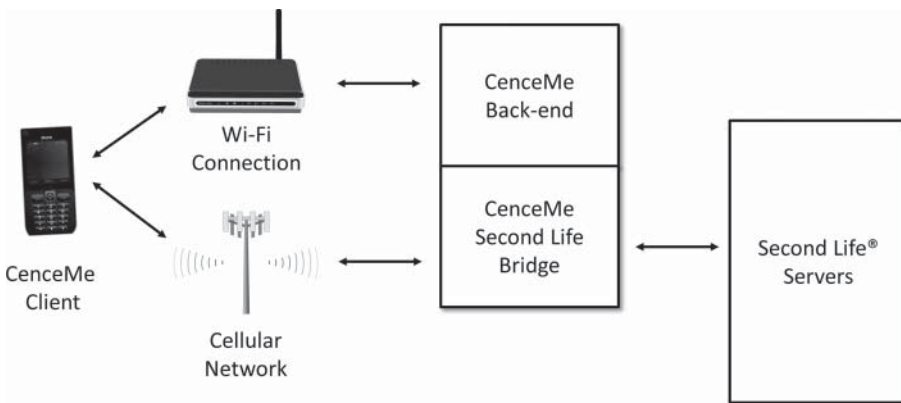 CenceMe
Back-end
Wi-Fi
Connection
CenceMe
Second Life
Bridge
Second Life®
Servers
CenceMe
Client
Cellular
Network